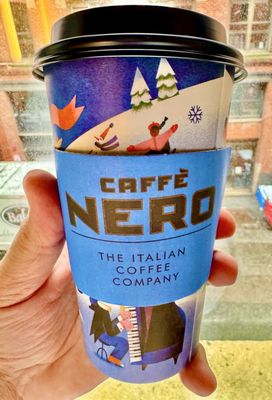 CAFFÈ
NERO
THE ITALIAN
COFFEE
COMPANY